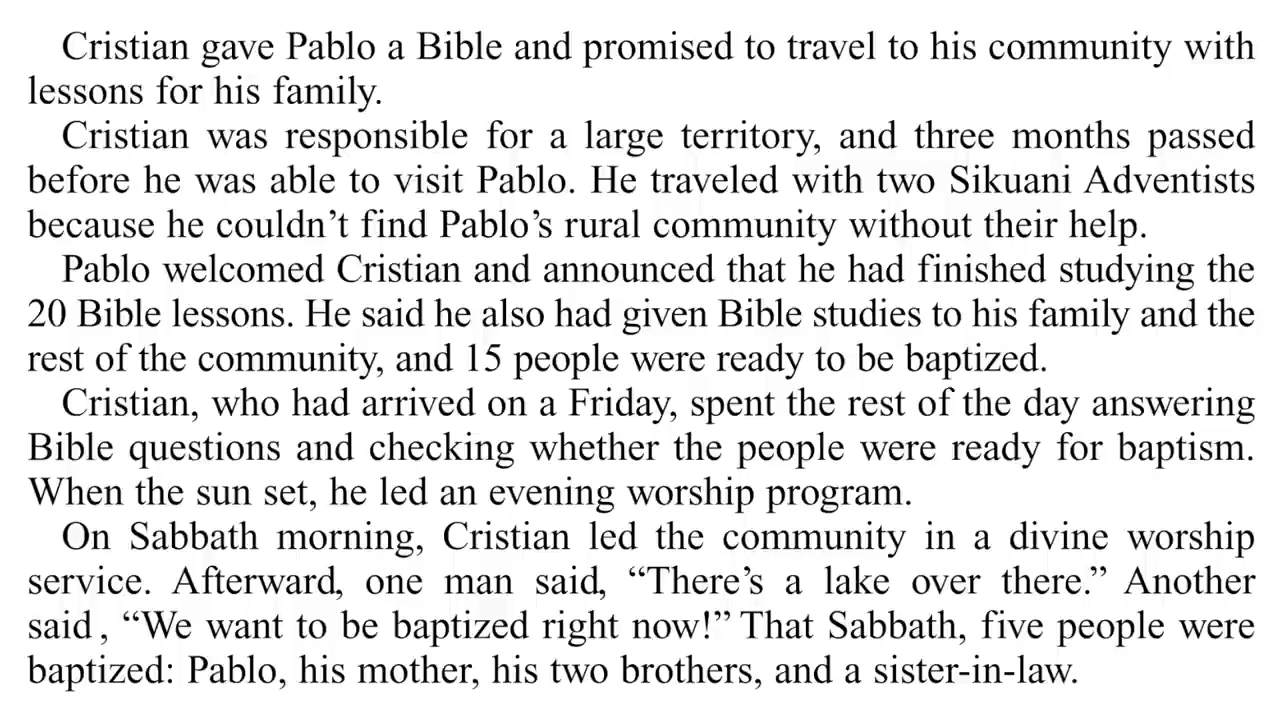 Cristian gave Pablo a Bible and promised to travel to his community with
lessons for his family.
Cristian was responsible for a large territory, and three months passed
before he was able to visit Pablo. He traveled with two Sikuani Adventists
because he couldn’t find Pablo’s rural community without their help.
Pablo welcomed Cristian and announced that he had finished studying the
20 Bible lessons. He said he also had given Bible studies to his family and the
rest of the community, and 15 people were ready to be baptized.
Cristian, who had arrived on a Friday, spent the rest of the day answering
Bible questions and checking whether the people were ready for baptism.
When the sun set, he led an evening worship program.
On Sabbath morning, Cristian led the community in a divine worship
service. Afterward, one man said, “There’s a lake over there.” Another
said, “We want to be baptized right now!” That Sabbath, five people were
baptized: Pablo, his mother, his two brothers, and a sister-in-law.